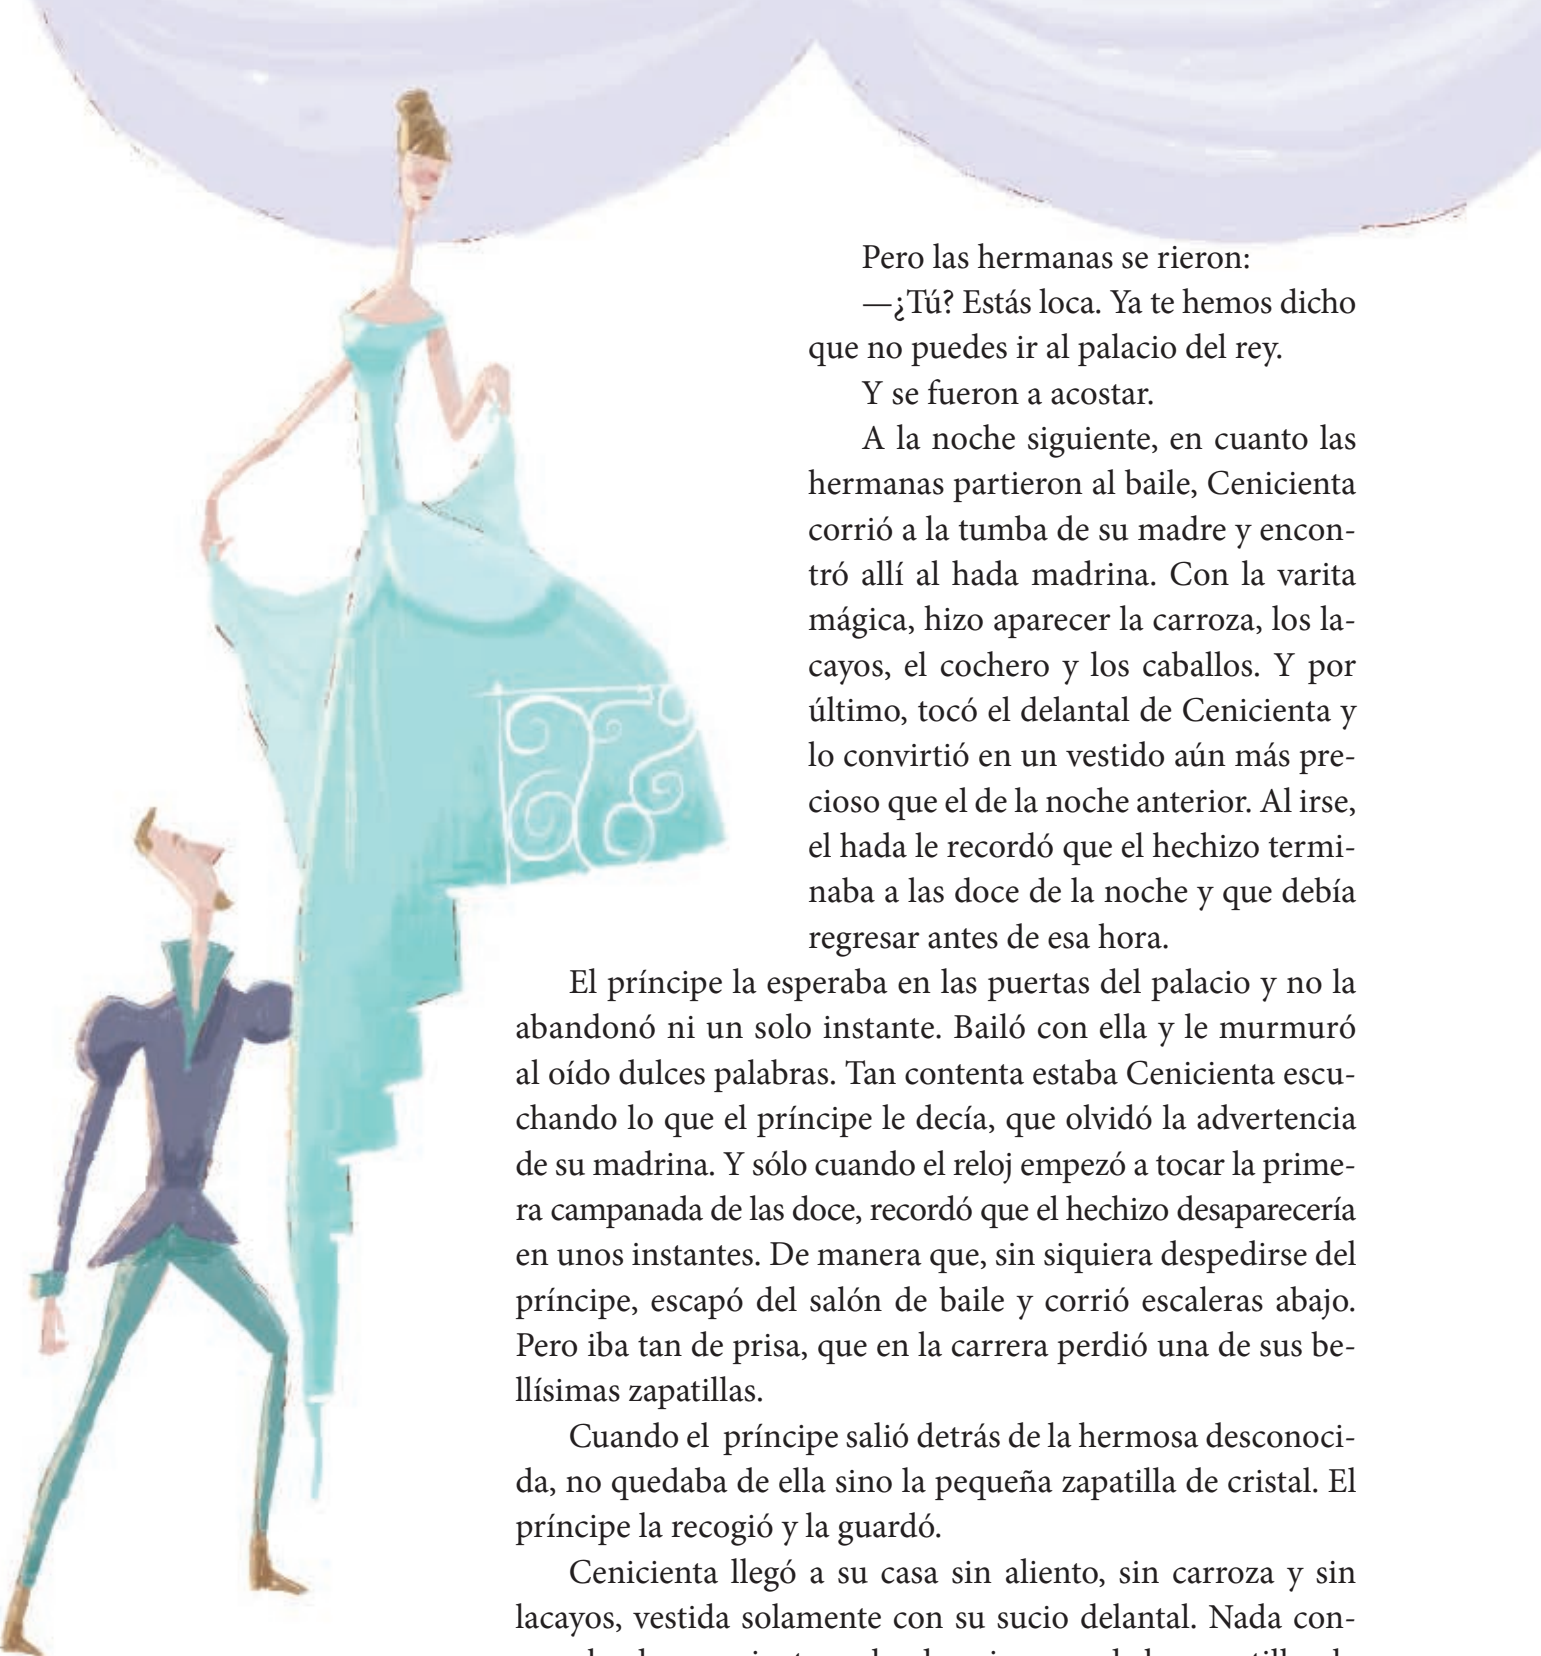 Pero las hermanas se rieron:
—¿Tú? Estás loca. Ya te hemos dicho
que no puedes ir al palacio del rey.
Y se fueron a acostar.
A la noche siguiente, en cuanto las
hermanas partieron al baile, Cenicienta
corrió a la tumba de su madre y encon-
tró allí al hada madrina. Con la varita
mágica, hizo aparecer la carroza, los la-
cayos, el cochero y los caballos. Y por
último, tocó el delantal de Cenicienta y
lo convirtió en un vestido aún más pre-
cioso que el de la noche anterior. Al irse,
el hada le recordó que el hechizo termi-
naba a las doce de la noche y que debía
regresar antes de esa hora.
El príncipe la esperaba en las puertas del palacio y no la
abandonó ni un solo instante. Bailó con ella y le murmuró
al oído dulces palabras. Tan contenta estaba Cenicienta escu-
chando lo que el príncipe le decía, que olvidó la advertencia
de su madrina. Y sólo cuando el reloj empezó a tocar la prime-
ra campanada de las doce, recordó que el hechizo desaparecería
en unos instantes. De manera que, sin siquiera despedirse del
príncipe, escapó del salón de baile y corrió escaleras abajo.
Pero iba tan de prisa, que en la carrera perdió una de sus be-
llísimas zapatillas.
Cuando el príncipe salió detrás de la hermosa desconoci-
da, no quedaba de ella sino la pequeña zapatilla de cristal. El
príncipe la recogió y la guardó.
Cenicienta llegó a su casa sin aliento, sin carroza y sin
lacayos, vestida solamente con su sucio delantal. Nada con-